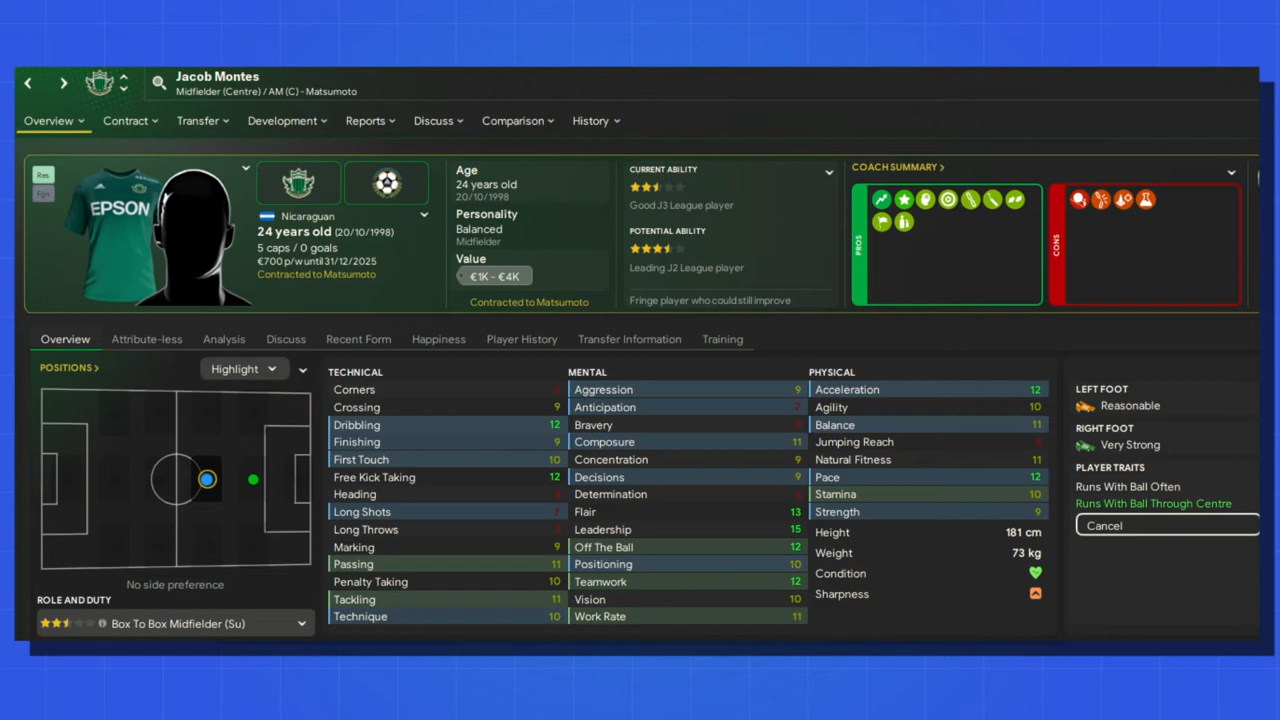 Jacob Montes
Midfielder (Centre) / AM (C) - Matsumoto
Overview
Contract
Transfer
Development
Reports
Discuss
Comparison
History
Res
Fgn
EPSON
Nicaraguan
24 years old (20/10/1998)
5 caps / 0 goals
€700 p/w until 31/12/2025
Contracted to Matsumoto
Age
24 years old
20/10/1998
Personality
Balanced
Midfielder
Value
€1K - €4K
Contracted to Matsumoto
CURRENT ABILITY
Good J3 League player
POTENTIAL ABILITY
Leading J2 League player
Fringe player who could still improve
COACH SUMMARY
PROS
CONS
Overview
Attribute-less
Analysis
Discuss
Recent Form
Happiness
Player History
Transfer Information
Training
POSITIONS
Highlight
No side preference
ROLE AND DUTY
Box To Box Midfielder (Su)
TECHNICAL
Corners
Crossing 9
Dribbling 12
Finishing 9
First Touch 10
Free Kick Taking 12
Heading
Long Shots 7
Long Throws
Marking 9
Passing 11
Penalty Taking 10
Tackling 11
Technique 10
MENTAL
Aggression 9
Anticipation 7
Bravery
Composure 11
Concentration 9
Decisions 9
Determination
Flair 13
Leadership 15
Off The Ball 12
Positioning 10
Teamwork 12
Vision 10
Work Rate 11
PHYSICAL
Acceleration 12
Agility 10
Balance 11
Jumping Reach
Natural Fitness 11
Pace 12
Stamina 10
Strength 9
Height 181 cm
Weight 73 kg
Condition
Sharpness
LEFT FOOT
Reasonable
RIGHT FOOT
Very Strong
PLAYER TRAITS
Runs With Ball Often
Runs With Ball Through Centre
Cancel